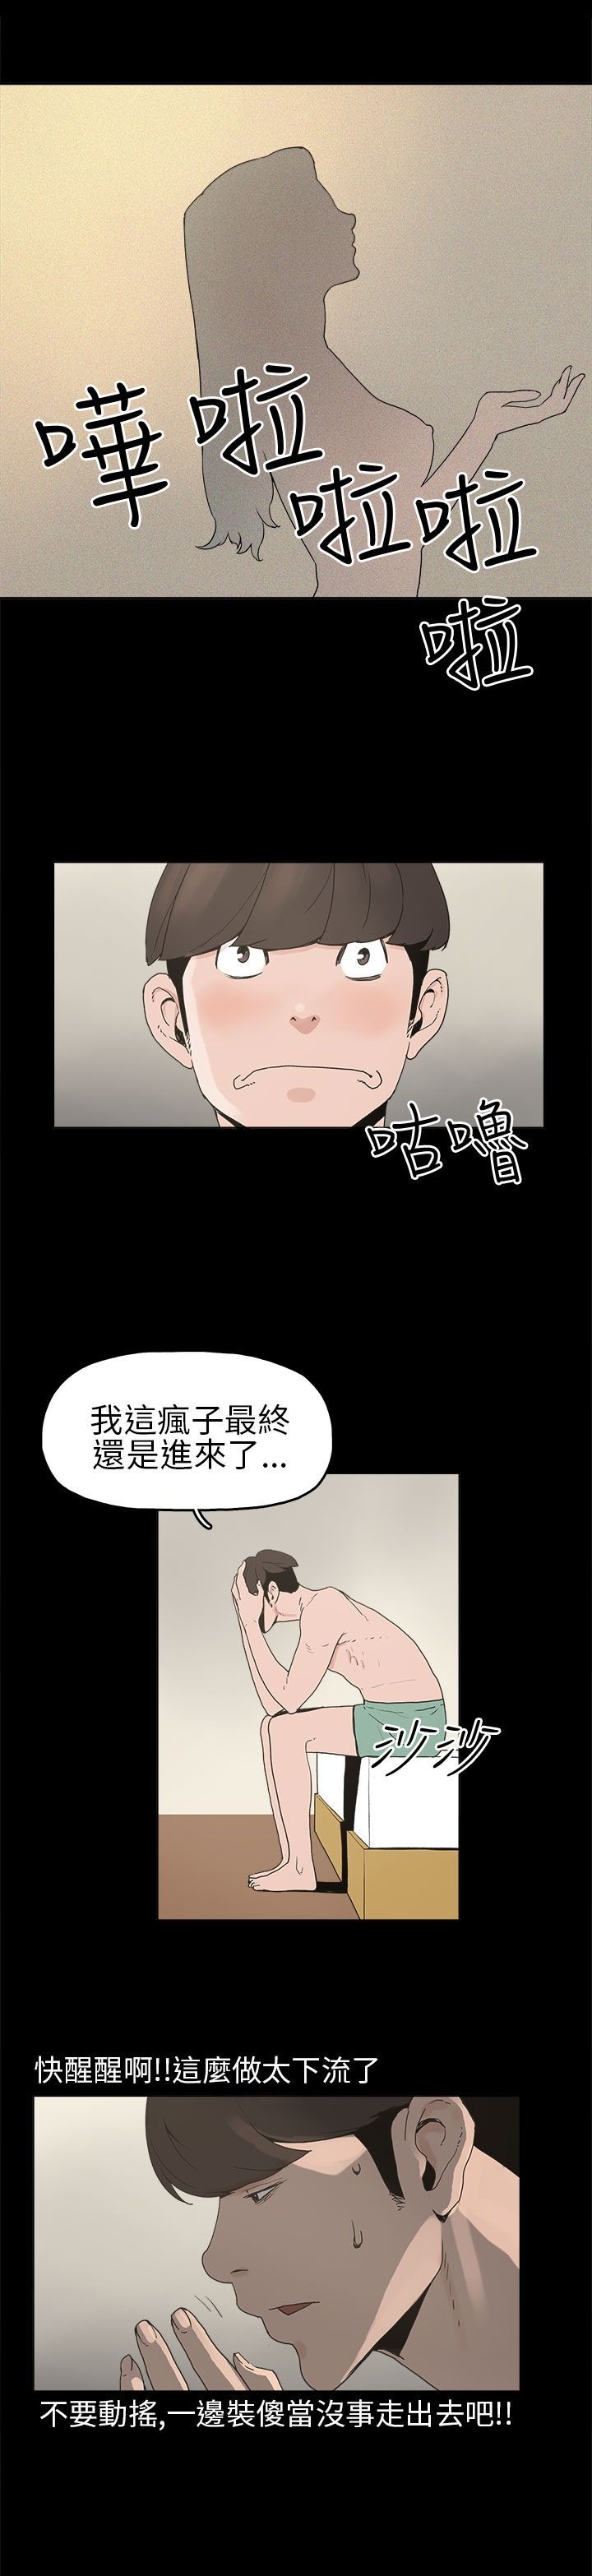 嘩啦
啦啦
啦
咕嚕
我這瘋子最終
還是進來了...
沙沙
快醒醒啊!!這麼做太下流了
不要動搖,一邊裝傻當沒事走出去吧!!